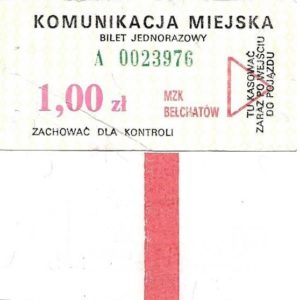 KOMUNIKACJA MIEJSKA
BILET JEDNORAZOWY
A 0023976
1,00 zł
MZK
BEŁCHATÓW
ZACHOWAĆ DLA KONTROLI
TU KASOWAĆ
ZARAZ PO WEJŚCIU
DO POJAZDU